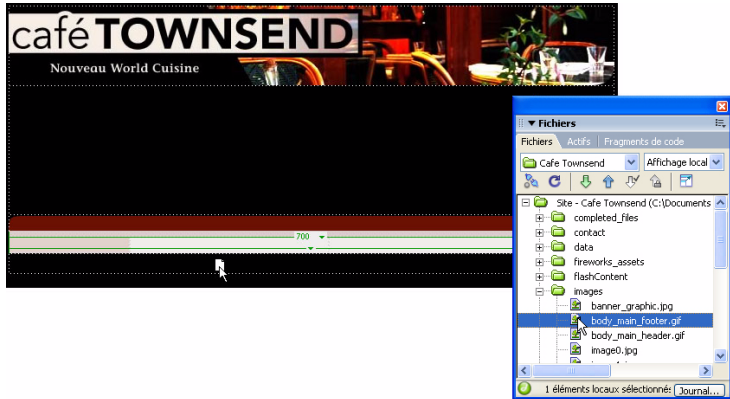 café TOWNSEND
Nouveau World Cuisine
700
Fichiers
Fichiers Actifs Fragments de code
Cafe Townsend Affichage local
Site - Cafe Townsend (C:\Documents
completed_files
contact
data
fireworks_assets
flashContent
images
banner_graphic.jpg
body_main_footer.gif
body_main_header.gif
image0.jpg
1 éléments locaux sélectionnés Journal...